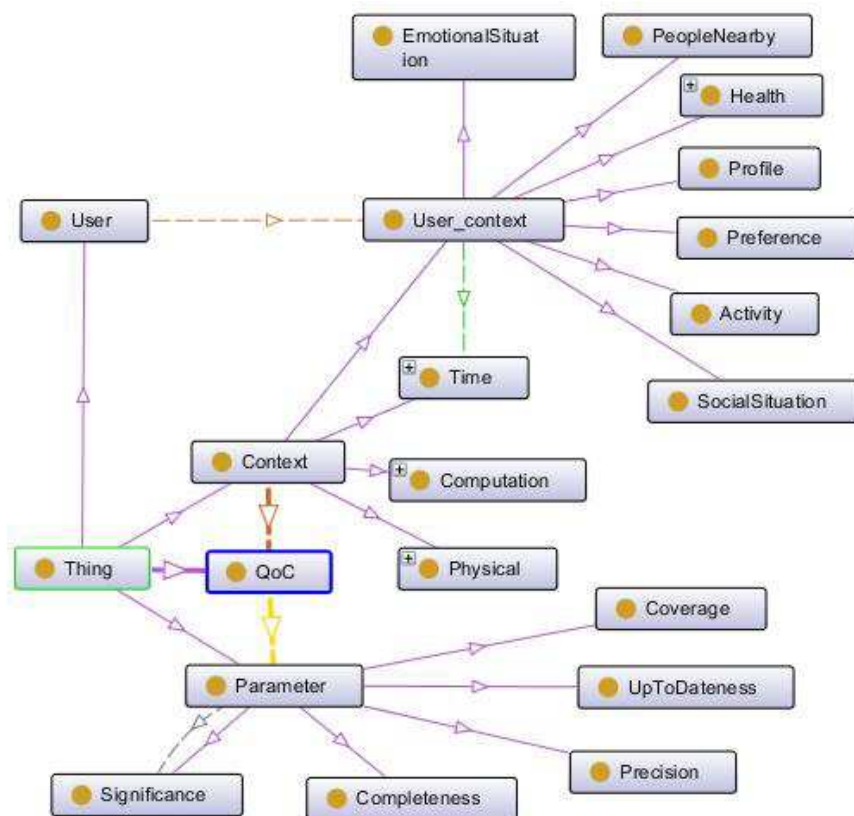 EmotionalSituat
ion
PeopleNearby
Health
Profile
User
User_context
Preference
Activity
Time
SocialSituation
Context
Computation
Thing
QoC
Physical
Coverage
Parameter
UpToDateness
Precision
Significance
Completeness